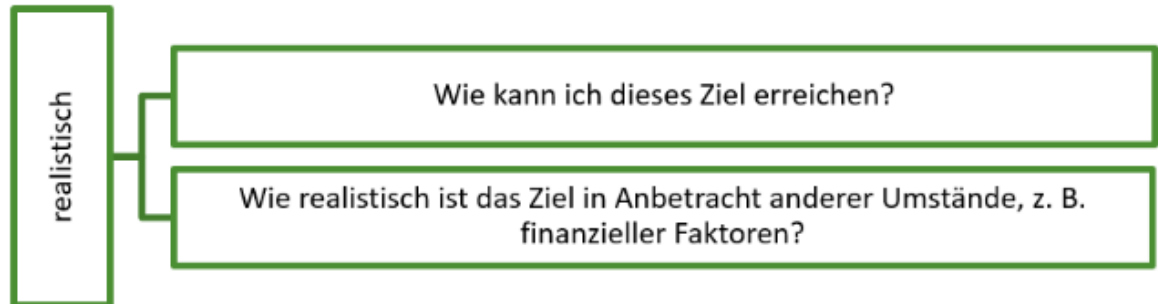 realistisch
Wie kann ich dieses Ziel erreichen?
Wie realistisch ist das Ziel in Anbetracht anderer Umstände, z. B.
finanzieller Faktoren?